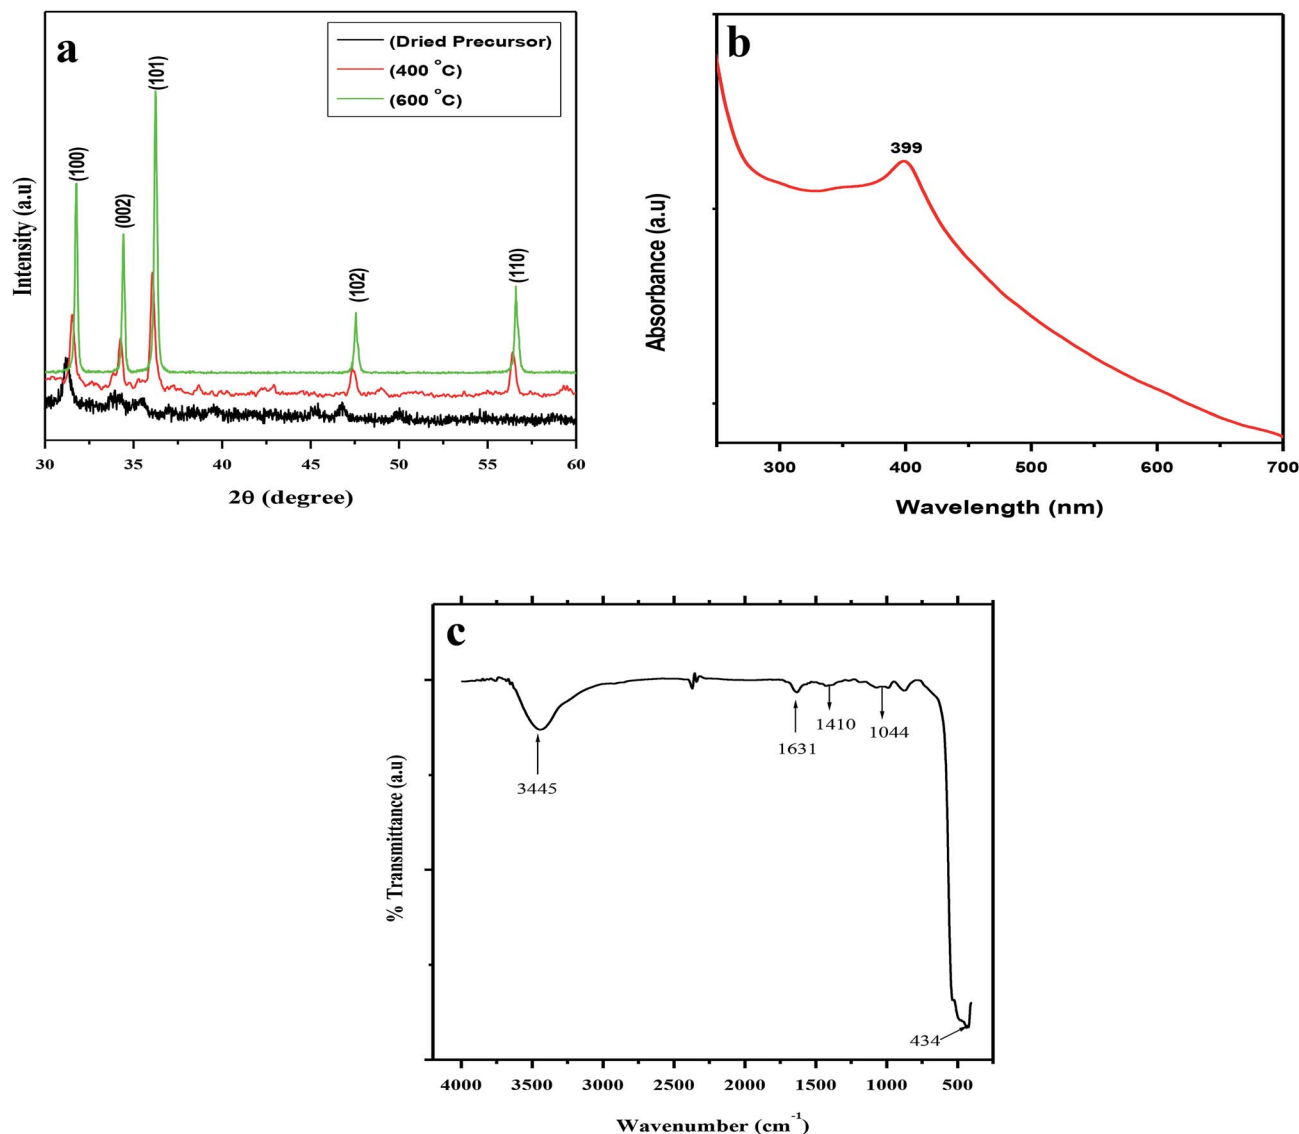 a
(Dried Precursor)
(400 °C)
(600 °C)
(100)
(002)
(101)
(102)
(110)
Intensity (a.u)
30 35 40 45 50 55 60
2θ (degree)
b
399
Absorbance (a.u)
300 400 500 600 700
Wavelength (nm)
c
3445
1631
1410
1044
434
% Transmittance (a.u)
4000 3500 3000 2500 2000 1500 1000 500
Wavenumber (cm⁻¹)